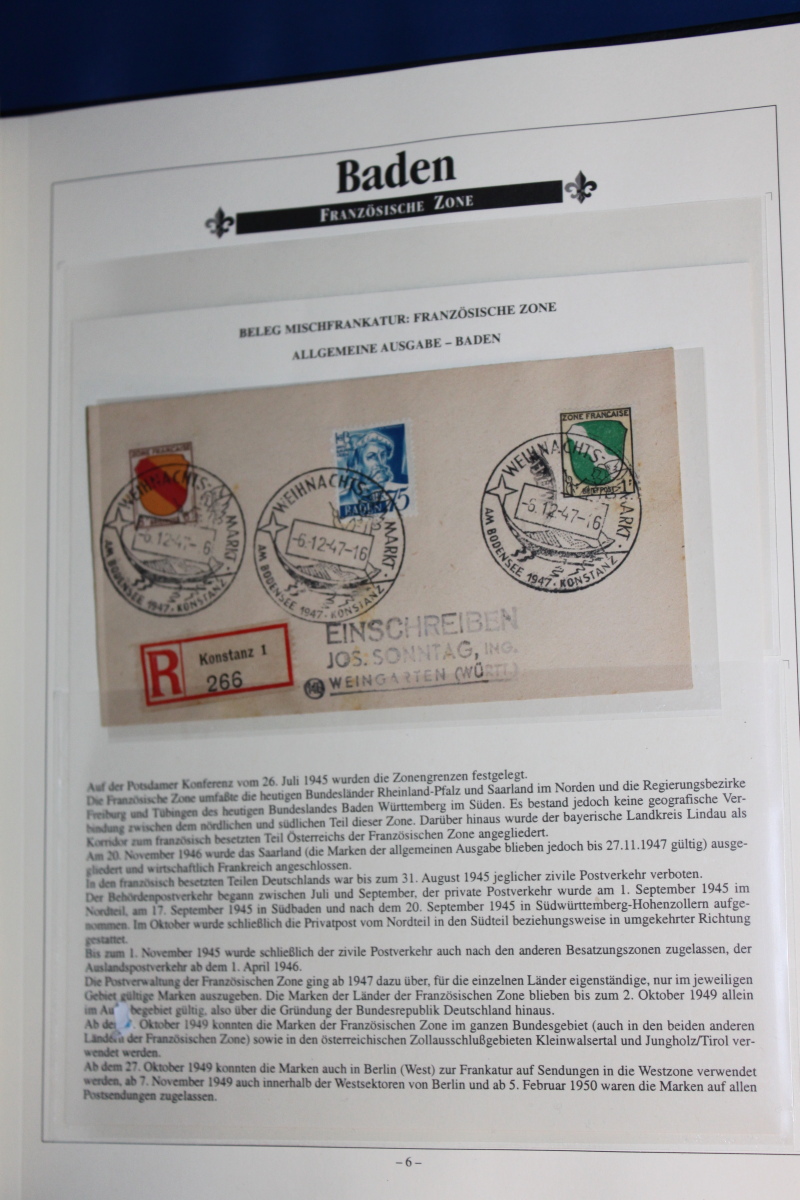 Baden
FRANZÖSISCHE ZONE
BELEG MISCHFRANKATUR: FRANZÖSISCHE ZONE
ALLGEMEINE AUSGABE – BADEN
ZONE FRANÇAISE
WEIHNACHTS-MARKT.
-6.12.47- 6
AM BODENSEE 1947 · KONSTANZ
BADEN 75
WEIHNACHTS-MARKT.
-6.12.47-16
AM BODENSEE 1947 · KONSTANZ
ZONE FRANÇAISE
WEIHNACHTS-MARKT.
-6.12.47-16
AM BODENSEE 1947 · KONSTANZ
R Konstanz 1
266
EINSCHREIBEN
JOS. SONNTAG, ING.
WEINGARTEN (WÜRTT.)
Auf der Potsdamer Konferenz vom 26. Juli 1945 wurden die Zonengrenzen festgelegt.
Die Französische Zone umfaßte die heutigen Bundesländer Rheinland-Pfalz und Saarland im Norden und die Regierungsbezirke
Freiburg und Tübingen des heutigen Bundeslandes Baden Württemberg im Süden. Es bestand jedoch keine geografische Ver-
bindung zwischen dem nördlichen und südlichen Teil dieser Zone. Darüber hinaus wurde der bayerische Landkreis Lindau als
Korridor zum französisch besetzten Teil Österreichs der Französischen Zone angegliedert.
Am 20. November 1946 wurde das Saarland (die Marken der allgemeinen Ausgabe blieben jedoch bis 27.11.1947 gültig) ausge-
gliedert und wirtschaftlich Frankreich angeschlossen.
In den französisch besetzten Teilen Deutschlands war bis zum 31. August 1945 jeglicher zivile Postverkehr verboten.
Der Behördenpostverkehr begann zwischen Juli und September, der private Postverkehr wurde am 1. September 1945 im
Nordteil, am 17. September 1945 in Südbaden und nach dem 20. September 1945 in Südwürttemberg-Hohenzollern aufge-
nommen. Im Oktober wurde schließlich die Privatpost vom Nordteil in den Südteil beziehungsweise in umgekehrter Richtung
gestattet.
Bis zum 1. November 1945 wurde schließlich der zivile Postverkehr auch nach den anderen Besatzungszonen zugelassen, der
Auslandspostverkehr ab dem 1. April 1946.
Die Postverwaltung der Französischen Zone ging ab 1947 dazu über, für die einzelnen Länder eigenständige, nur im jeweiligen
Gebiet gültige Marken auszugeben. Die Marken der Länder der Französischen Zone blieben bis zum 2. Oktober 1949 allein
im begebiet gültig, also über die Gründung der Bundesrepublik Deutschland hinaus.
Ab Oktober 1949 konnten die Marken der Französischen Zone im ganzen Bundesgebiet (auch in den beiden anderen
Ländern der Französischen Zone) sowie in den österreichischen Zollausschlußgebieten Kleinwalsertal und Jungholz/Tirol ver-
wendet werden.
Ab dem 27. Oktober 1949 konnten die Marken auch in Berlin (West) zur Frankatur auf Sendungen in die Westzone verwendet
werden, ab 7. November 1949 auch innerhalb der Westsektoren von Berlin und ab 5. Februar 1950 waren die Marken auf allen
Postsendungen zugelassen.
– 6 –